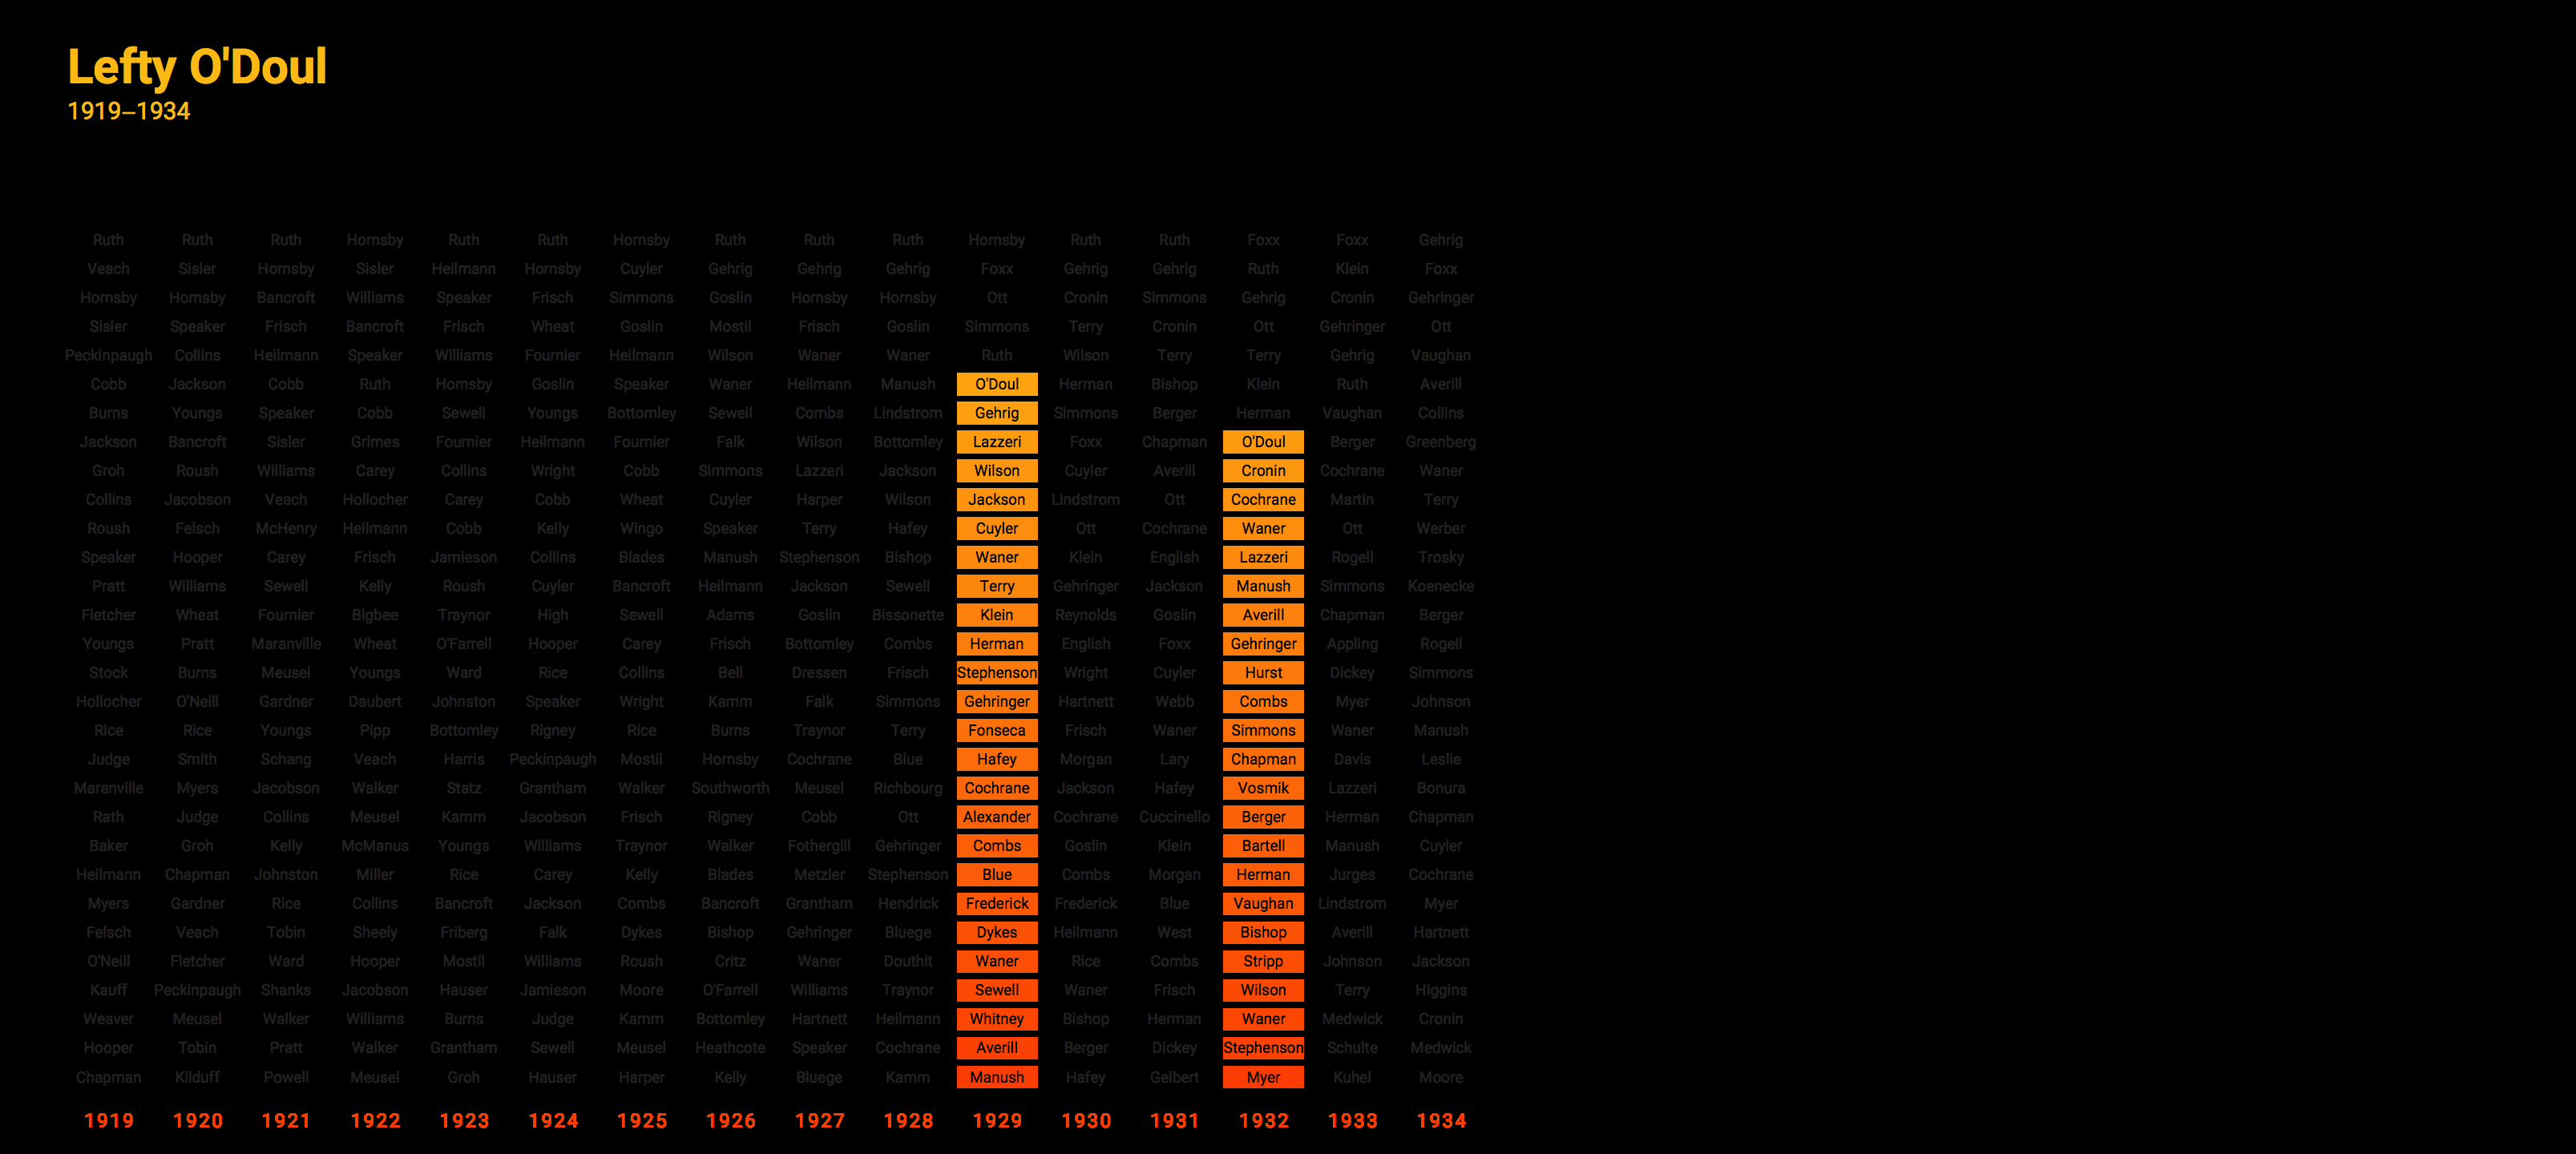 Lefty O'Doul
1919–1934
Ruth Ruth Ruth Hornsby Ruth Ruth Hornsby Ruth Ruth Ruth Hornsby Ruth Ruth Foxx Foxx Gehrig
Veach Sisler Hornsby Sisler Heilmann Hornsby Cuyler Gehrig Gehrig Gehrig Foxx Gehrig Gehrig Ruth Klein Foxx
Hornsby Hornsby Bancroft Williams Speaker Frisch Simmons Goslin Hornsby Hornsby Ott Cronin Simmons Gehrig Cronin Gehringer
Sisler Speaker Frisch Bancroft Frisch Wheat Goslin Mostil Frisch Goslin Simmons Terry Cronin Ott Gehringer Ott
Peckinpaugh Collins Heilmann Speaker Williams Fournier Heilmann Wilson Waner Waner Ruth Wilson Terry Terry Gehrig Vaughan
Cobb Jackson Cobb Ruth Hornsby Goslin Speaker Waner Heilmann Manush O'Doul Herman Bishop Klein Ruth Averill
Burns Youngs Speaker Cobb Sewell Youngs Bottomley Sewell Combs Lindstrom Gehrig Simmons Berger Herman Vaughan Collins
Jackson Bancroft Sisler Grimes Fournier Heilmann Fournier Falk Wilson Bottomley Lazzeri Foxx Chapman O'Doul Berger Greenberg
Groh Roush Williams Carey Collins Wright Cobb Simmons Lazzeri Jackson Wilson Cuyler Averill Cronin Cochrane Waner
Collins Jacobson Veach Hollocher Carey Cobb Wheat Cuyler Harper Wilson Jackson Lindstrom Ott Cochrane Martin Terry
Roush Felsch McHenry Heilmann Cobb Kelly Wingo Speaker Terry Hafey Cuyler Ott Cochrane Waner Ott Werber
Speaker Hooper Carey Frisch Jamieson Collins Blades Manush Stephenson Bishop Waner Klein English Lazzeri Rogell Trosky
Pratt Williams Sewell Kelly Roush Cuyler Bancroft Heilmann Jackson Sewell Terry Gehringer Jackson Manush Simmons Koenecke
Fletcher Wheat Fournier Bigbee Traynor High Sewell Adams Goslin Bissonette Klein Reynolds Goslin Averill Chapman Berger
Youngs Pratt Maranville Wheat O'Farrell Hooper Carey Frisch Bottomley Combs Herman English Foxx Gehringer Appling Rogell
Stock Burns Meusel Youngs Ward Rice Collins Bell Dressen Frisch Stephenson Wright Cuyler Hurst Dickey Simmons
Hollocher O'Neill Gardner Daubert Johnston Speaker Wright Kamm Falk Simmons Gehringer Hartnett Webb Combs Myer Johnson
Rice Rice Youngs Pipp Bottomley Rigney Rice Burns Traynor Terry Fonseca Frisch Waner Simmons Waner Manush
Judge Smith Schang Veach Harris Peckinpaugh Mostil Hornsby Cochrane Blue Hafey Morgan Lary Chapman Davis Leslie
Maranville Myers Jacobson Walker Statz Grantham Walker Southworth Meusel Richbourg Cochrane Jackson Hafey Vosmik Lazzeri Bonura
Rath Judge Collins Meusel Kamm Jacobson Frisch Rigney Cobb Ott Alexander Cochrane Cuccinello Berger Herman Chapman
Baker Groh Kelly McManus Youngs Williams Traynor Walker Fothergill Gehringer Combs Goslin Klein Bartell Manush Cuyler
Heilmann Chapman Johnston Miller Rice Carey Kelly Blades Metzler Stephenson Blue Combs Morgan Herman Jurges Cochrane
Myers Gardner Rice Collins Bancroft Jackson Combs Bancroft Grantham Hendrick Frederick Frederick Blue Vaughan Lindstrom Myer
Felsch Veach Tobin Sheely Friberg Falk Dykes Bishop Gehringer Bluege Dykes Heilmann West Bishop Averill Hartnett
O'Neill Fletcher Ward Hooper Mostil Williams Roush Critz Waner Douthit Waner Rice Combs Stripp Johnson Jackson
Kauff Peckinpaugh Shanks Jacobson Hauser Jamieson Moore O'Farrell Williams Traynor Sewell Waner Frisch Wilson Terry Higgins
Weaver Meusel Walker Williams Burns Judge Kamm Bottomley Hartnett Heilmann Whitney Bishop Herman Waner Medwick Cronin
Hooper Tobin Pratt Walker Grantham Sewell Meusel Heathcote Speaker Cochrane Averill Berger Dickey Stephenson Schulte Medwick
Chapman Kilduff Powell Meusel Groh Hauser Harper Kelly Bluege Kamm Manush Hafey Gelbert Myer Kuhel Moore
1919 1920 1921 1922 1923 1924 1925 1926 1927 1928 1929 1930 1931 1932 1933 1934